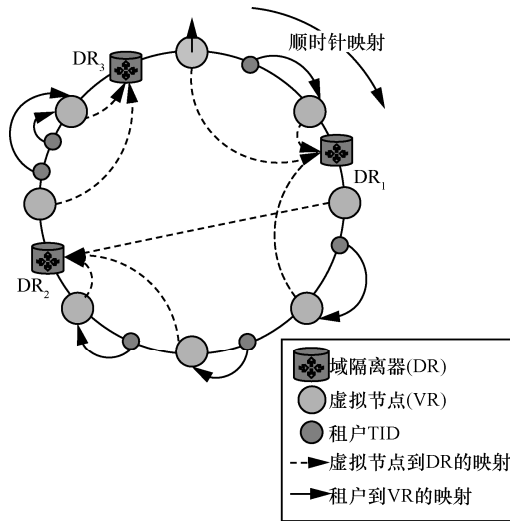 顺时针映射
DR3
DR1
DR2
域隔离器(DR)
虚拟节点(VR)
租户TID
虚拟节点到DR的映射
租户到VR的映射